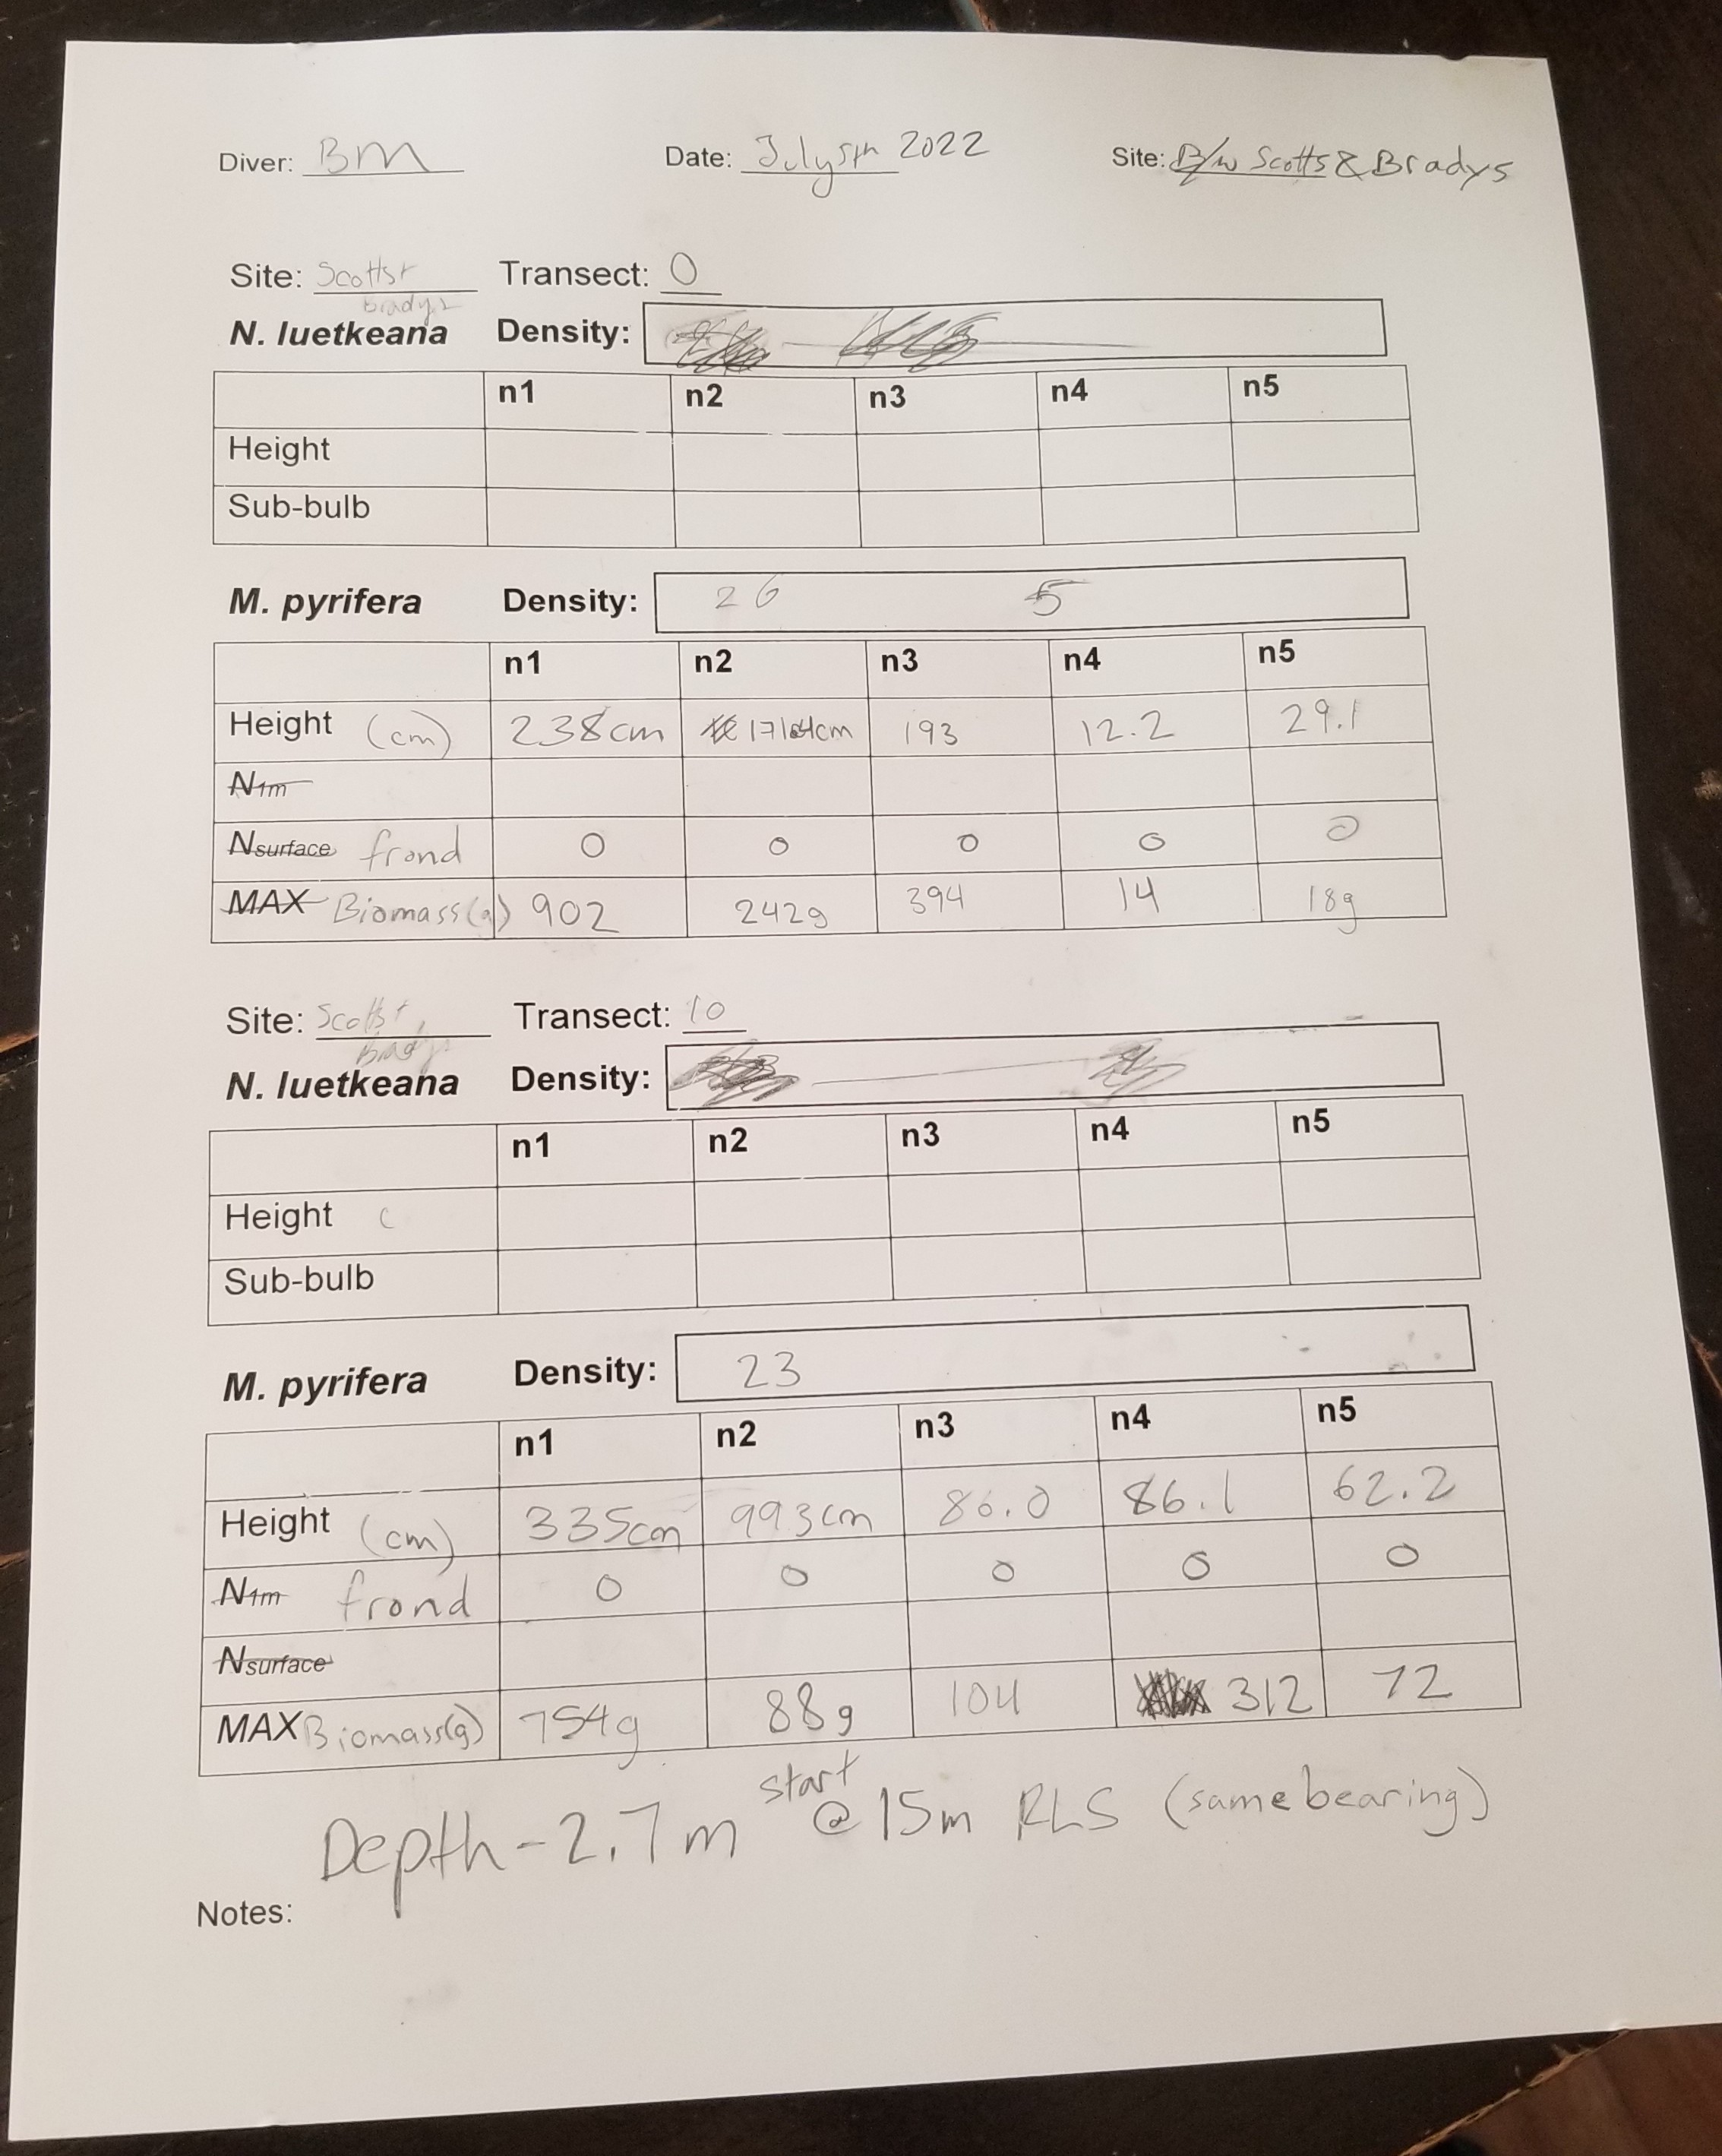 Diver: BM Date: July 5th 2022 Site: B/w Scotts & Bradys
Site: Scotts + Transect: 0
Bradys
N. luetkeana Density:
n1 n2 n3 n4 n5
Height
Sub-bulb
M. pyrifera Density: 26 5
n1 n2 n3 n4 n5
Height (cm) 238cm cm 193 12.2 29.1
N1m
Nsurface frond 0 0 0 0 0
MAX Biomass(g) 902 242g 394 14 18g
Site: Scotts + Transect: 10
Bradys
N. luetkeana Density:
n1 n2 n3 n4 n5
Height c
Sub-bulb
M. pyrifera Density: 23
n1 n2 n3 n4 n5
Height (cm) 335cm 99.3cm 86.0 86.1 62.2
N1m frond 0 0 0 0 0
Nsurface
MAX Biomass(g) 754g 88g 104 312 72
Depth - 2.7m start @ 15m RLS (same bearing)
Notes: